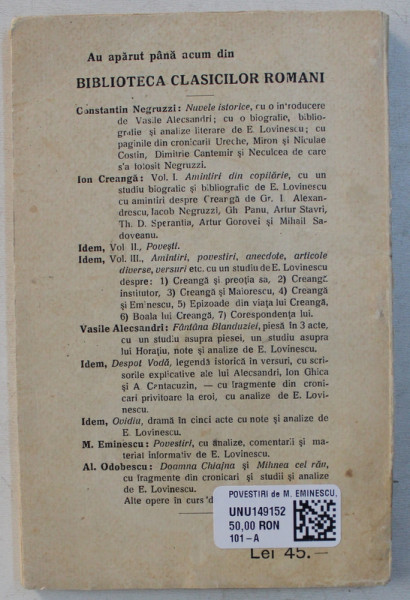 Au apărut până acum din
BIBLIOTECA CLASICILOR ROMANI
Constantin Negruzzi: Nuvele istorice, cu o introducere
de Vasile Alecsandri; cu o biografie, biblio-
grafie și analize literare de E. Lovinescu; cu
paginile din cronicarii Ureche, Miron și Niculae
Costin, Dimitrie Cantemir și Neculcea de care
s'a folosit Negruzzi.
Ion Creangă: Vol. I. Amintiri din copilărie, cu un
studiu biografic și bibliografic de E. Lovinescu
cu amintiri despre Creangă de Gr. I. Alexan-
drescu, Iacob Negruzzi, Gh Panu, Artur Stavri,
Th. D. Sperantia, Artur Gorovei și Mihail Sa-
doveanu.
Idem, Vol II., Povești.
Idem, Vol. III., Amintiri, povestiri, anecdote, articole
diverse, versuri etc. cu un studiu de E. Lovinescu
despre: 1) Creangă și preoția sa, 2) Creangă
institutor, 3) Creangă și Maiorescu, 4) Creangă
și Eminescu, 5) Epizoade din viața lui Creangă,
6) Boala lui Creangă, 7) Corespondența lui.
Vasile Alecsandri: Fântâna Blanduziei, piesă în 3 acte,
cu un studiu asupra piesei, un studiu asupra
lui Horațiu, note și analize de E. Lovinescu.
Idem, Despot Vodă, legendă istorică în versuri, cu scri-
sorile explicative ale lui Alecsandri, Ion Ghica
și A. Cantacuzin, — cu fragmente din croni-
cari privitoare la eroi, cu analize de E. Lovi-
nescu.
Idem, Ovidiu, dramă în cinci acte cu note și analize de
E. Lovinescu.
M. Eminescu: Povestiri, cu analize, comentarii și ma-
terial informativ de E. Lovinescu.
Al. Odobescu: Doamna Chiajna și Mihnea cel rău,
cu fragmente din cronicari și studii și analize
de E. Lovinescu.
Alte opere în curs d
POVESTIRI de M. EMINESCU,
UNU149152
50,00 RON
101-A
Lei 45.—